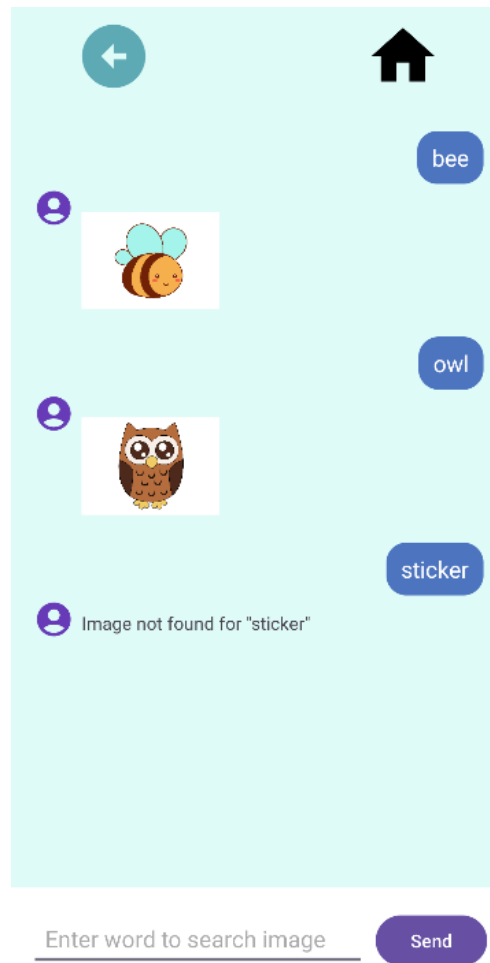 bee
owl
sticker
Image not found for "sticker"
Enter word to search image
Send